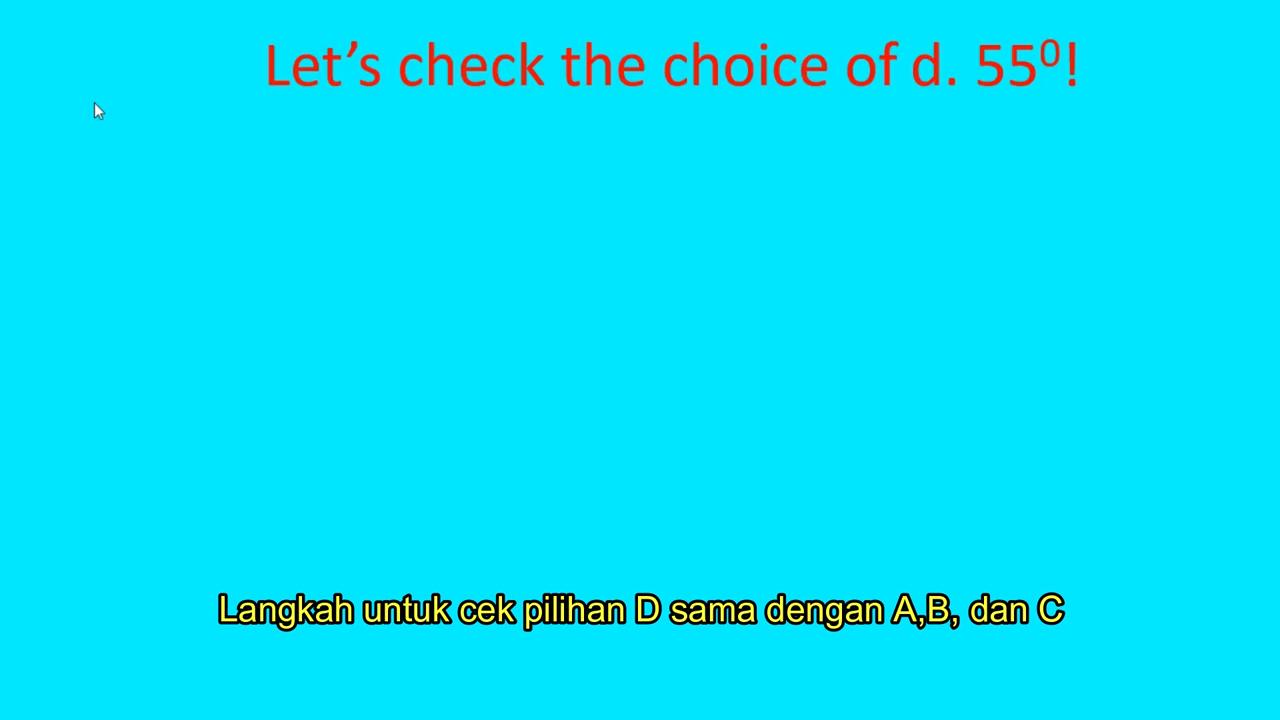 Let’s check the choice of d. 55⁰!
Langkah untuk cek pilihan D sama dengan A,B, dan C